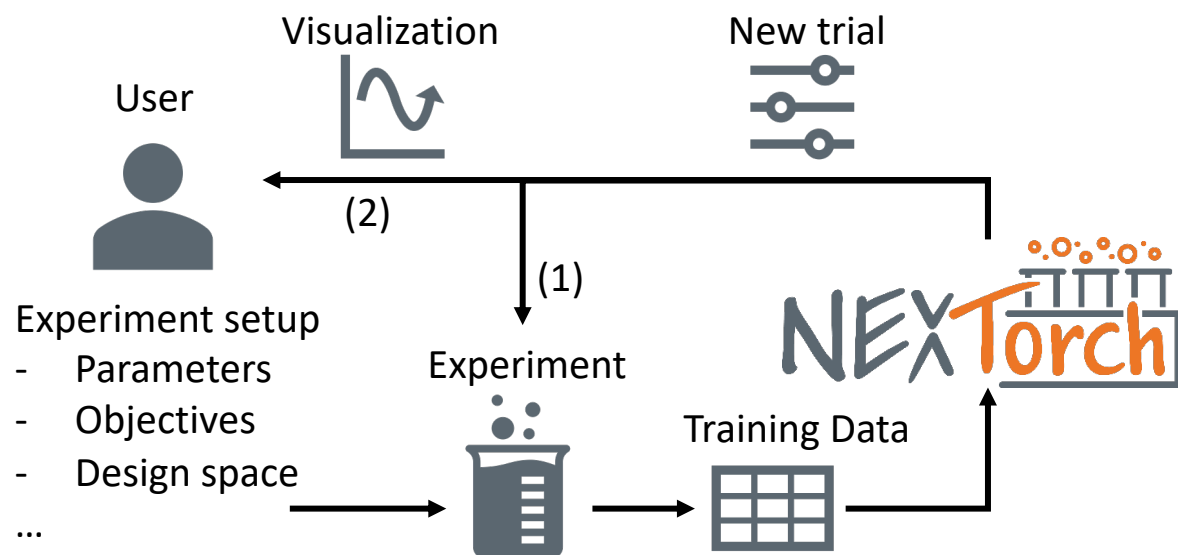 Visualization
New trial
User
(2)
(1)
Experiment setup
- Parameters
- Objectives
- Design space
...
Experiment
Training Data
NEXTorch